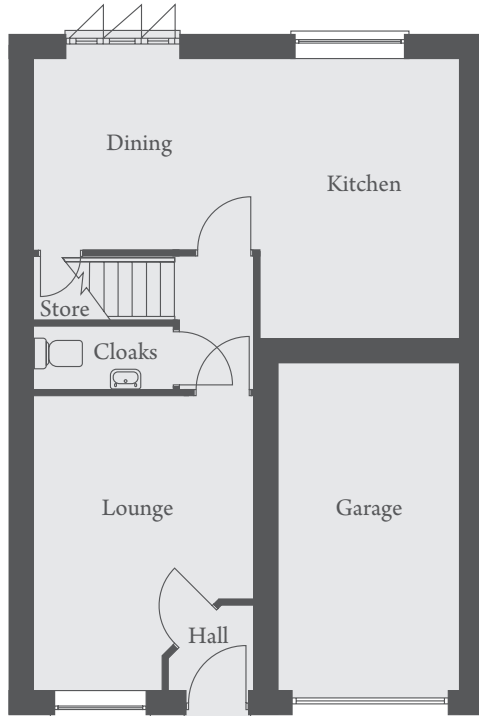 Dining
Kitchen
Store
Cloaks
Lounge
Garage
Hall